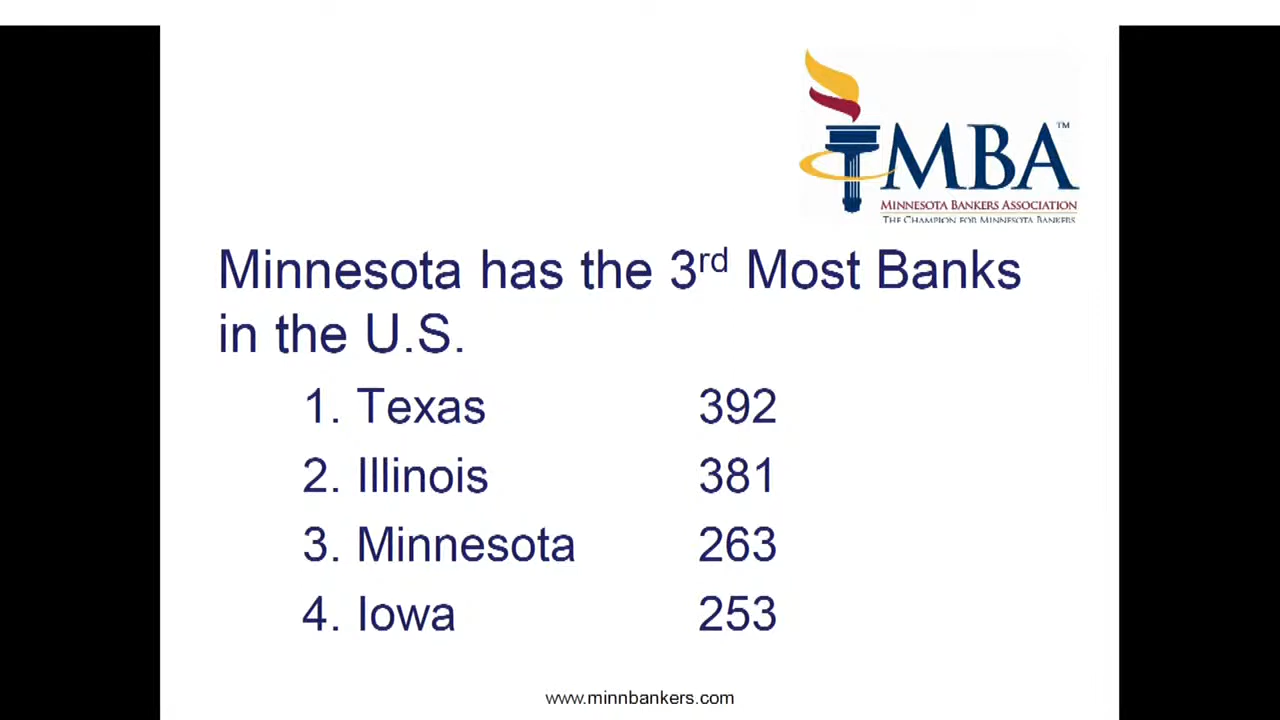 MBA™
MINNESOTA BANKERS ASSOCIATION
THE CHAMPION FOR MINNESOTA BANKERS
Minnesota has the 3rd Most Banks
in the U.S.
1. Texas 392
2. Illinois 381
3. Minnesota 263
4. Iowa 253
www.minnbankers.com